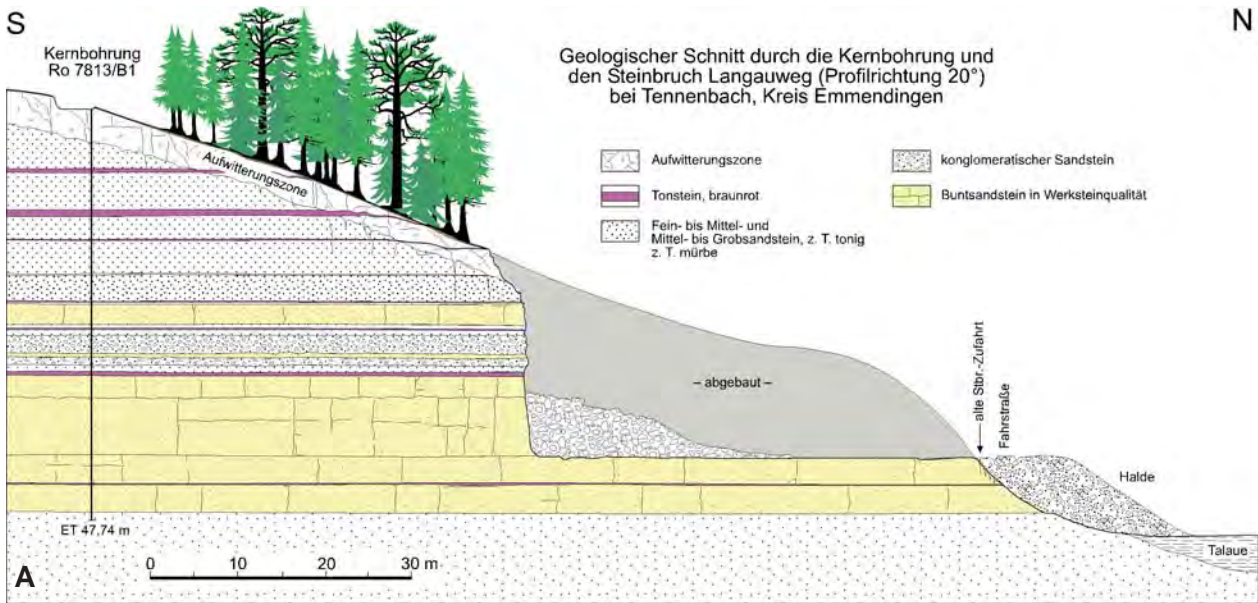 S
N
Kernbohrung
Ro 7813/B1
Geologischer Schnitt durch die Kernbohrung und
den Steinbruch Langauweg (Profilrichtung 20°)
bei Tennenbach, Kreis Emmendingen
Aufwitterungszone
konglomeratischer Sandstein
Tonstein, braunrot
Buntsandstein in Werksteinqualität
Fein- bis Mittel- und
Mittel- bis Grobsandstein, z. T. tonig
z. T. mürbe
Aufwitterungszone
– abgebaut –
alte Stbr.-Zufahrt
Fahrstraße
Halde
Talaue
ET 47,74 m
0 10 20 30 m
A